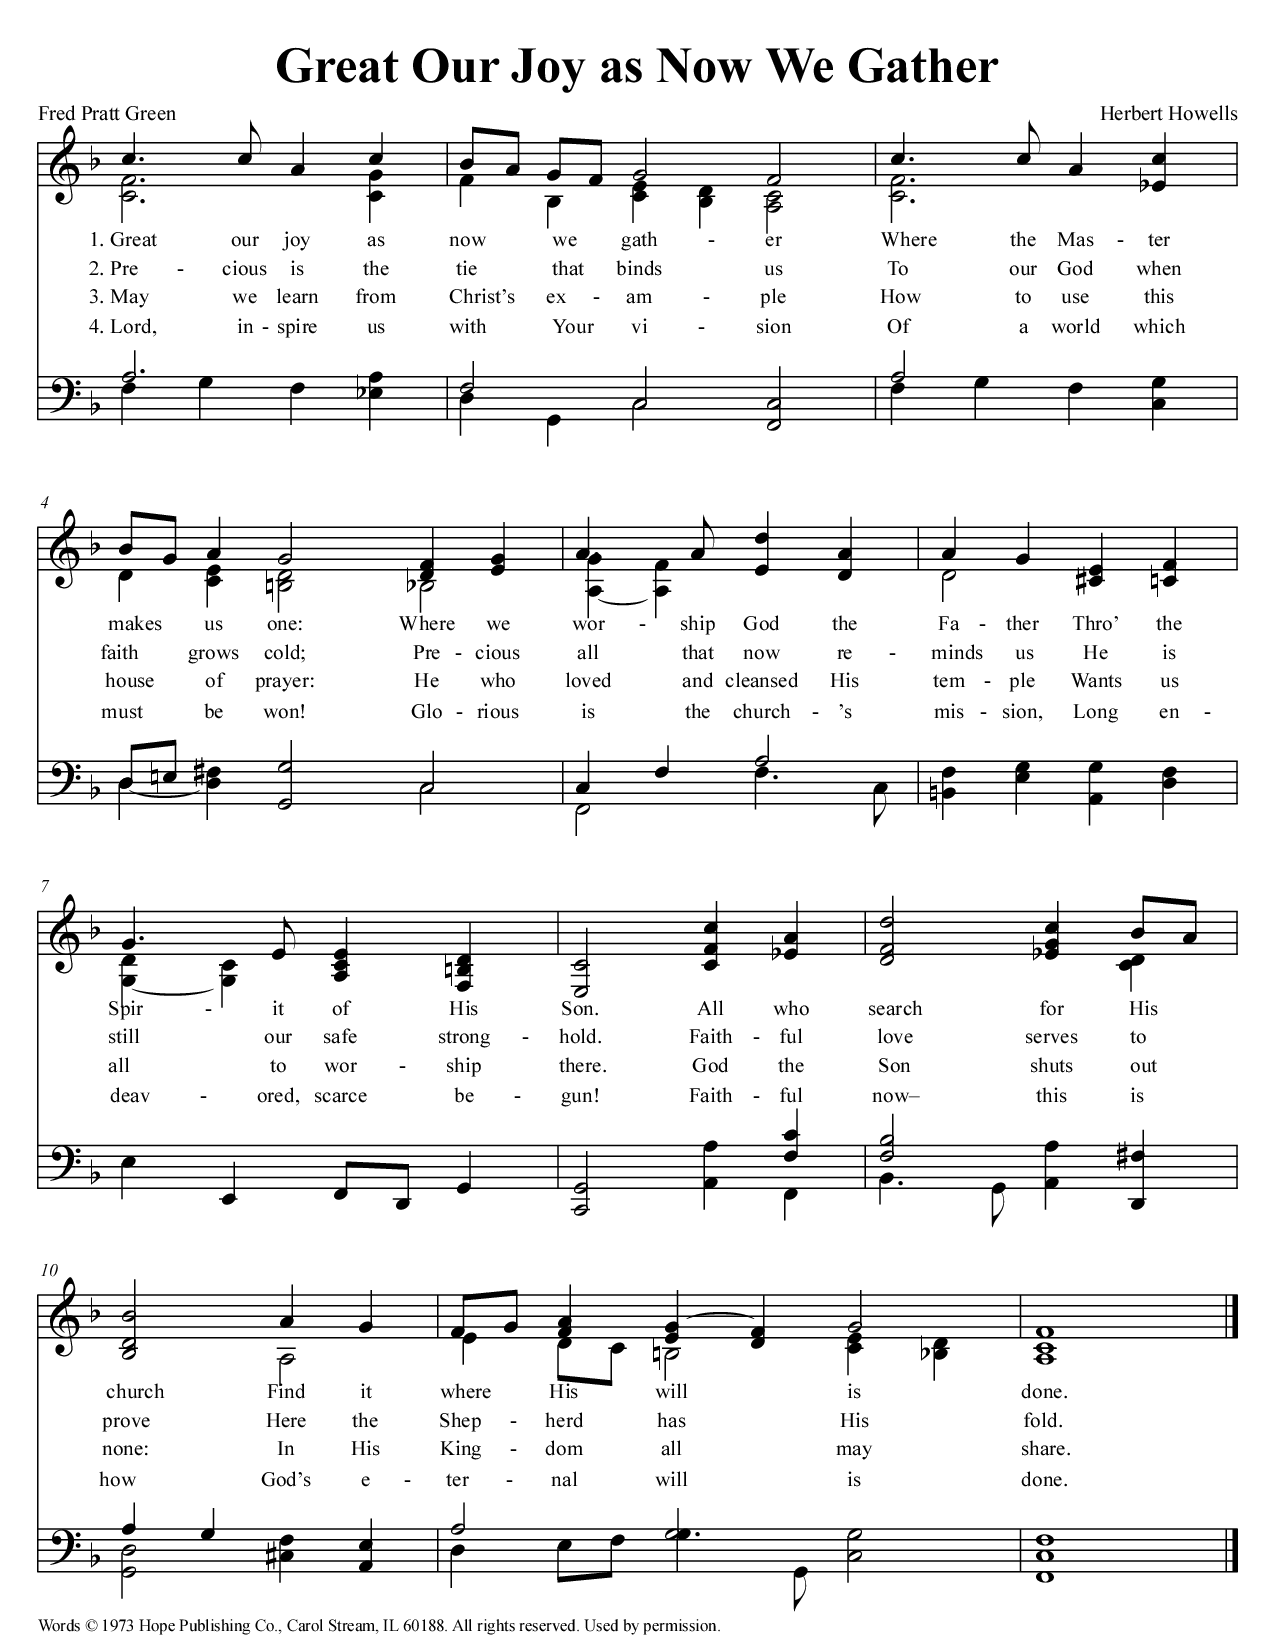 Great Our Joy as Now We Gather
Fred Pratt Green
Herbert Howells
1. Great our joy as now we gath - er Where the Mas - ter
2. Pre - cious is the tie that binds us To our God when
3. May we learn from Christ’s ex - am - ple How to use this
4. Lord, in - spire us with Your vi - sion Of a world which
4
makes us one: Where we wor - ship God the Fa - ther Thro’ the
faith grows cold; Pre - cious all that now re - minds us He is
house of prayer: He who loved and cleansed His tem - ple Wants us
must be won! Glo - rious is the church - ’s mis - sion, Long en -
7
Spir - it of His Son. All who search for His
still our safe strong - hold. Faith - ful love serves to
all to wor - ship there. God the Son shuts out
deav - ored, scarce be - gun! Faith - ful now– this is
10
church Find it where His will is done.
prove Here the Shep - herd has His fold.
none: In His King - dom all may share.
how God’s e - ter - nal will is done.
Words © 1973 Hope Publishing Co., Carol Stream, IL 60188. All rights reserved. Used by permission.